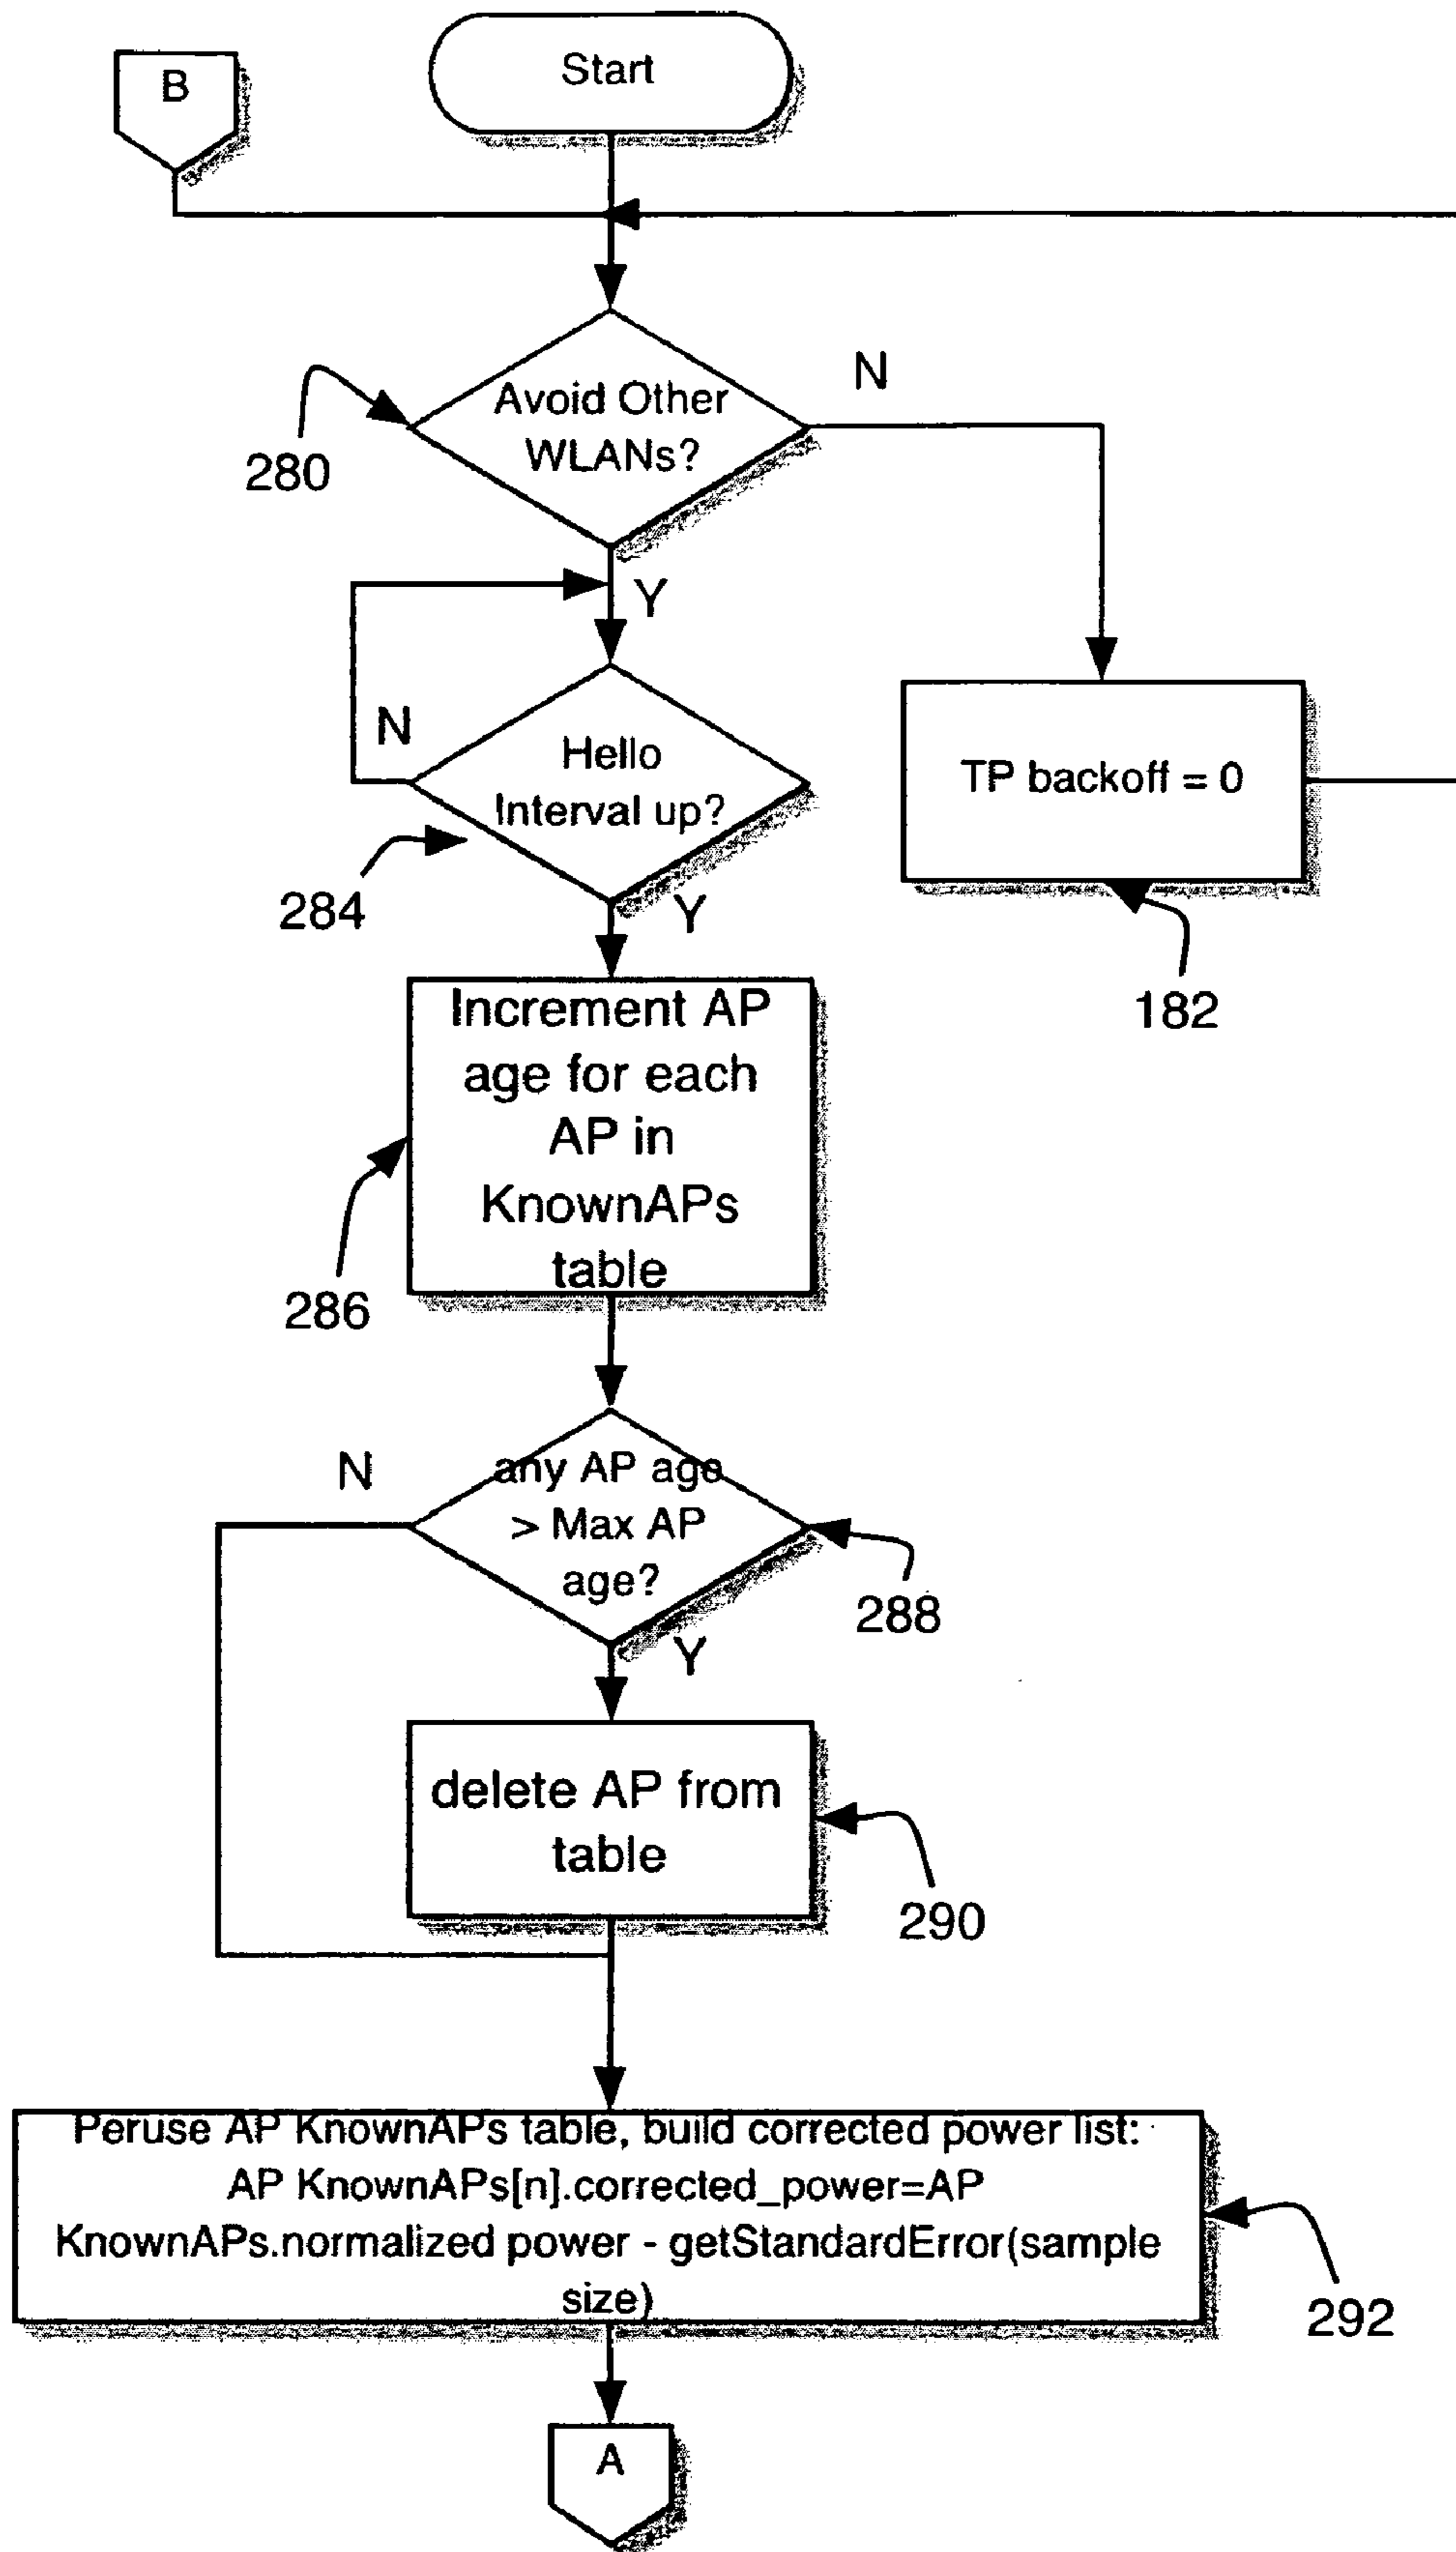 B
Start
Avoid Other
WLANs?
N
280
Y
N
Hello
Interval up?
TP backoff = 0
284
Y
182
Increment AP
age for each
AP in
KnownAPs
table
286
N
any AP age
> Max AP
age?
288
Y
delete AP from
table
290
Peruse AP KnownAPs table, build corrected power list:
AP KnownAPs[n].corrected_power=AP
KnownAPs.normalized power - getStandardError(sample
size)
292
A